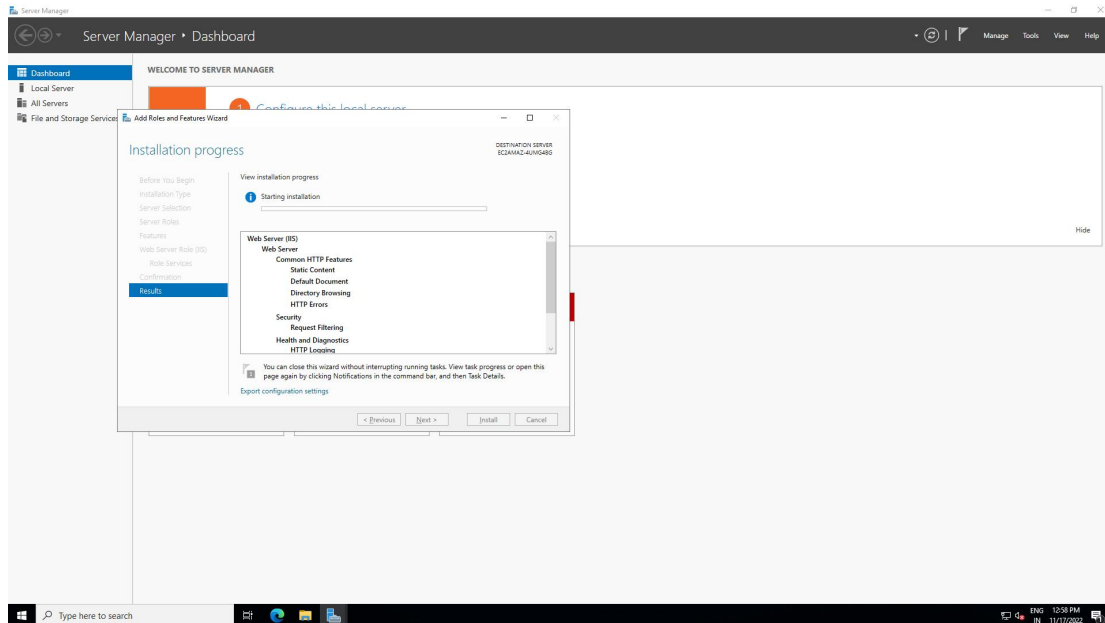 Server Manager
Server Manager • Dashboard
Manage Tools View Help
Dashboard
Local Server
All Servers
File and Storage Services
WELCOME TO SERVER MANAGER
1 Configure this local server
Hide
Add Roles and Features Wizard
Installation progress
DESTINATION SERVER
EC2AMAZ-4UMG48G
Before You Begin
Installation Type
Server Selection
Server Roles
Features
Web Server Role (IIS)
Role Services
Confirmation
Results
View installation progress
Starting installation
Web Server (IIS)
Web Server
Common HTTP Features
Static Content
Default Document
Directory Browsing
HTTP Errors
Security
Request Filtering
Health and Diagnostics
HTTP Logging
You can close this wizard without interrupting running tasks. View task progress or open this
page again by clicking Notifications in the command bar, and then Task Details.
Export configuration settings
< Previous Next > Install Cancel
Type here to search
ENG 12:58 PM
IN 11/17/2022